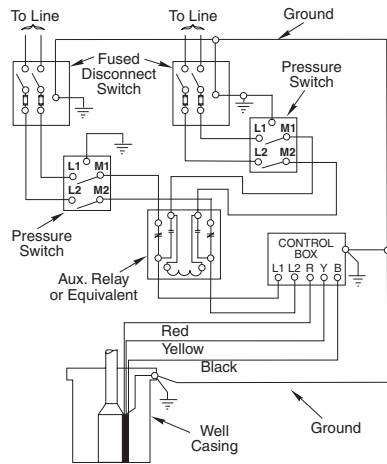 To Line
To Line
Ground
Fused
Disconnect
Switch
Pressure
Switch
L1 M1
L2 M2
L1 M1
L2 M2
Pressure
Switch
Aux. Relay
or Equivalent
CONTROL
BOX
L1 L2 R Y B
Red
Yellow
Black
Well
Casing
Ground